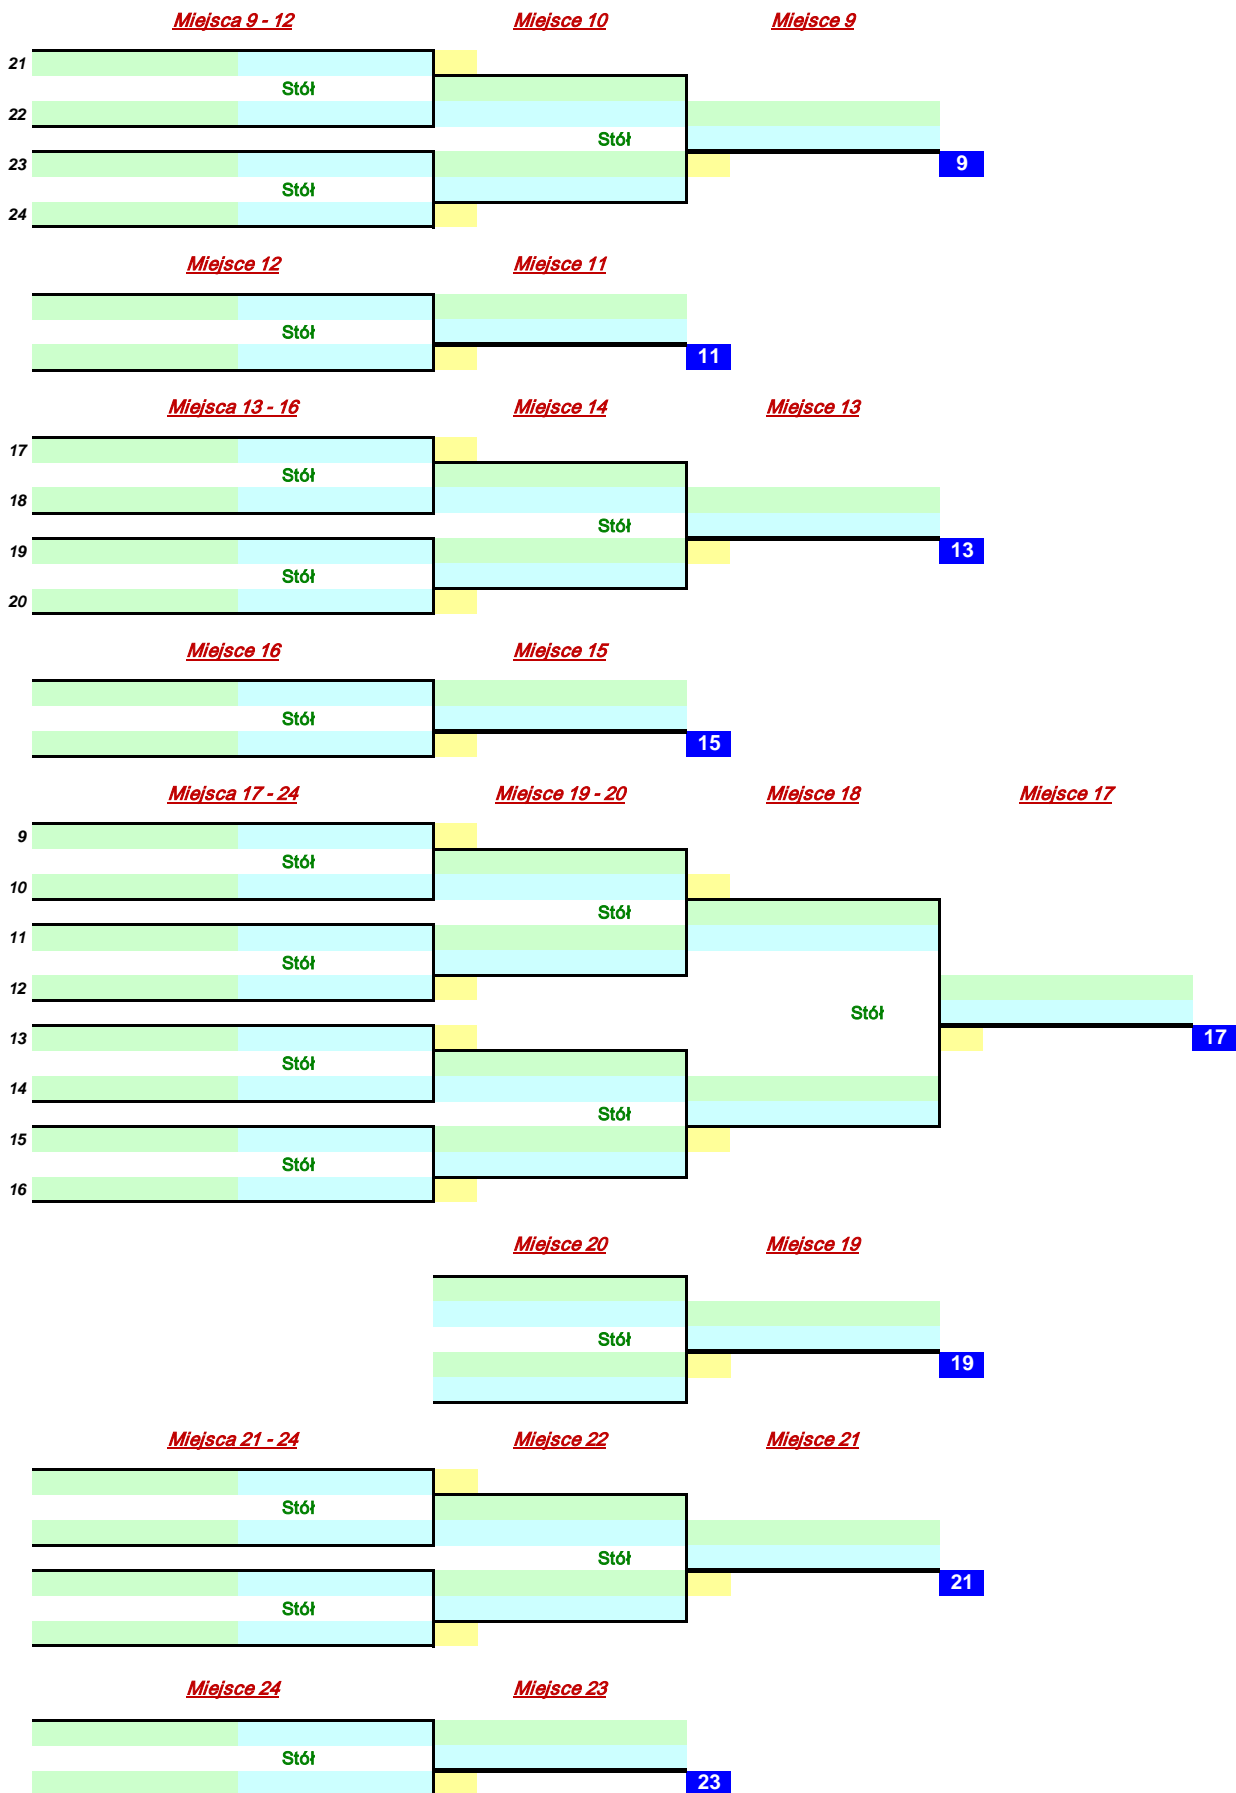 Miejsca 9 - 12 Miejsce 10 Miejsce 9
21
Stół
22
Stół
23 9
Stół
24
Miejsce 12 Miejsce 11
Stół
11
Miejsca 13 - 16 Miejsce 14 Miejsce 13
17
Stół
18
Stół
19 13
Stół
20
Miejsce 16 Miejsce 15
Stół
15
Miejsca 17 - 24 Miejsce 19 - 20 Miejsce 18 Miejsce 17
9
Stół
10
Stół
11
Stół
12
Stół
13 17
Stół
14
Stół
15
Stół
16
Miejsce 20 Miejsce 19
Stół
19
Miejsca 21 - 24 Miejsce 22 Miejsce 21
Stół
Stół
21
Stół
Miejsce 24 Miejsce 23
Stół
23